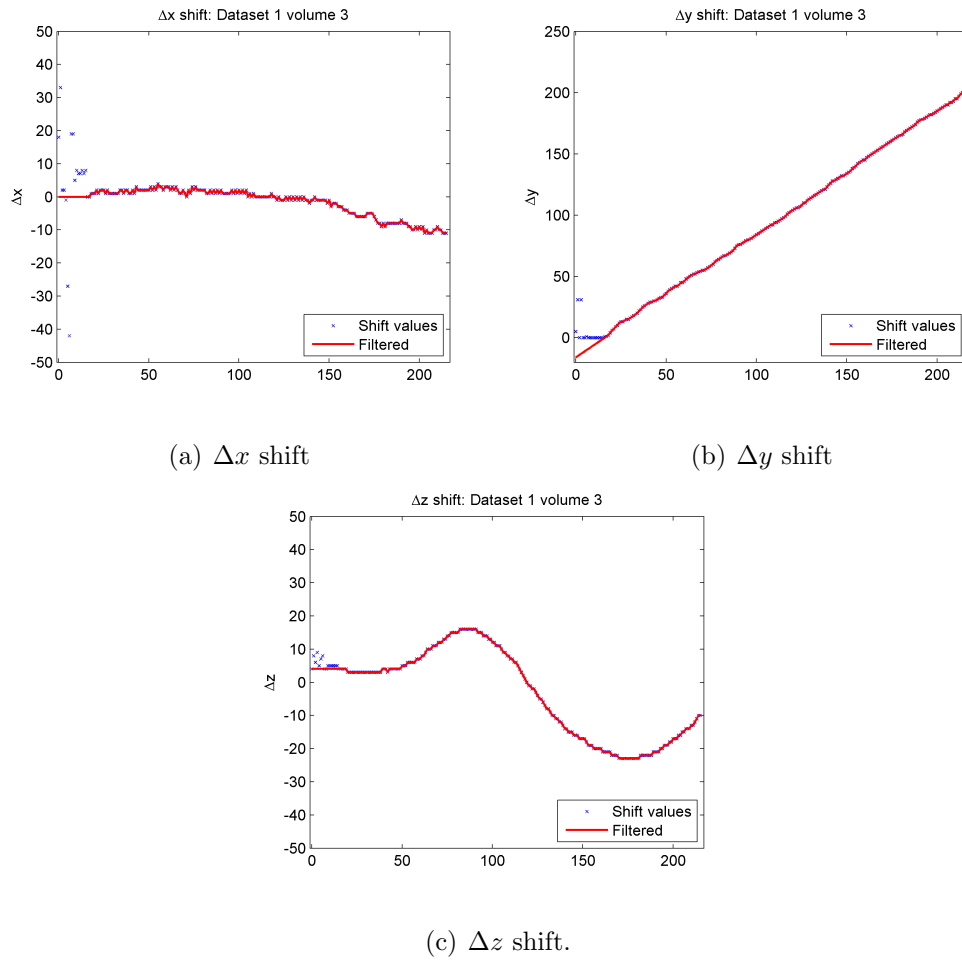 Δx shift: Dataset 1 volume 3
50
40
30
20
10
0
-10
-20
-30
-40
-50
Δx
0 50 100 150 200
Shift values
Filtered
(a) Δx shift
Δy shift: Dataset 1 volume 3
250
200
150
100
50
0
Δy
0 50 100 150 200
Shift values
Filtered
(b) Δy shift
Δz shift: Dataset 1 volume 3
50
40
30
20
10
0
-10
-20
-30
-40
-50
Δz
0 50 100 150 200
Shift values
Filtered
(c) Δz shift.